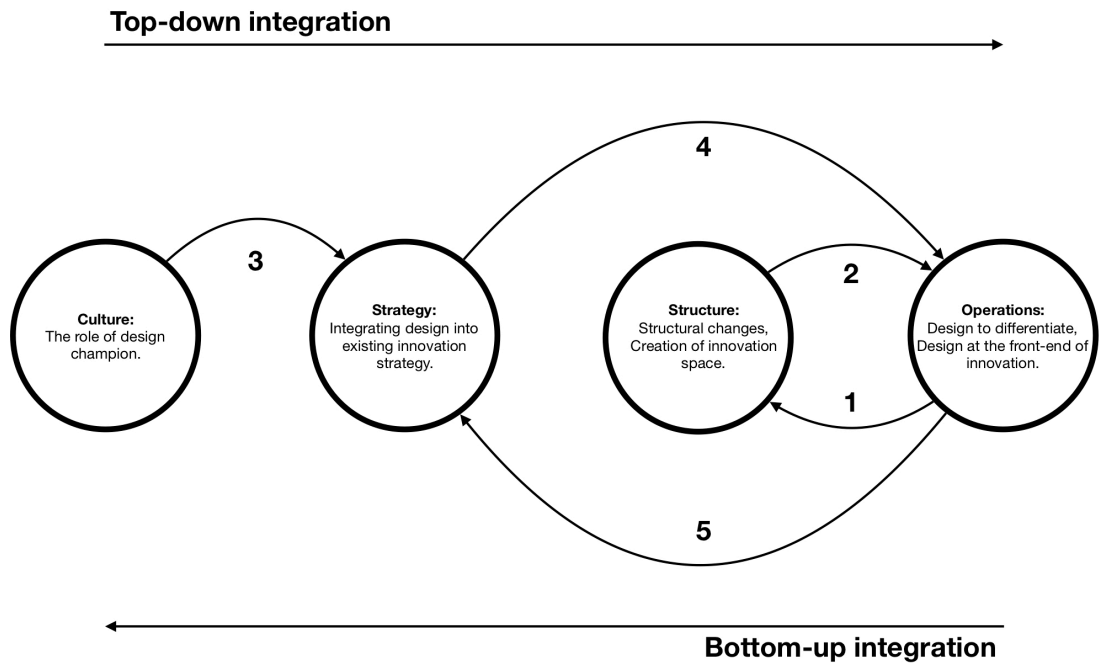 Top-down integration
4
3
2
Culture:
The role of design
champion.
Strategy:
Integrating design into
existing innovation
strategy.
Structure:
Structural changes,
Creation of innovation
space.
Operations:
Design to differentiate,
Design at the front-end of
innovation.
1
5
Bottom-up integration